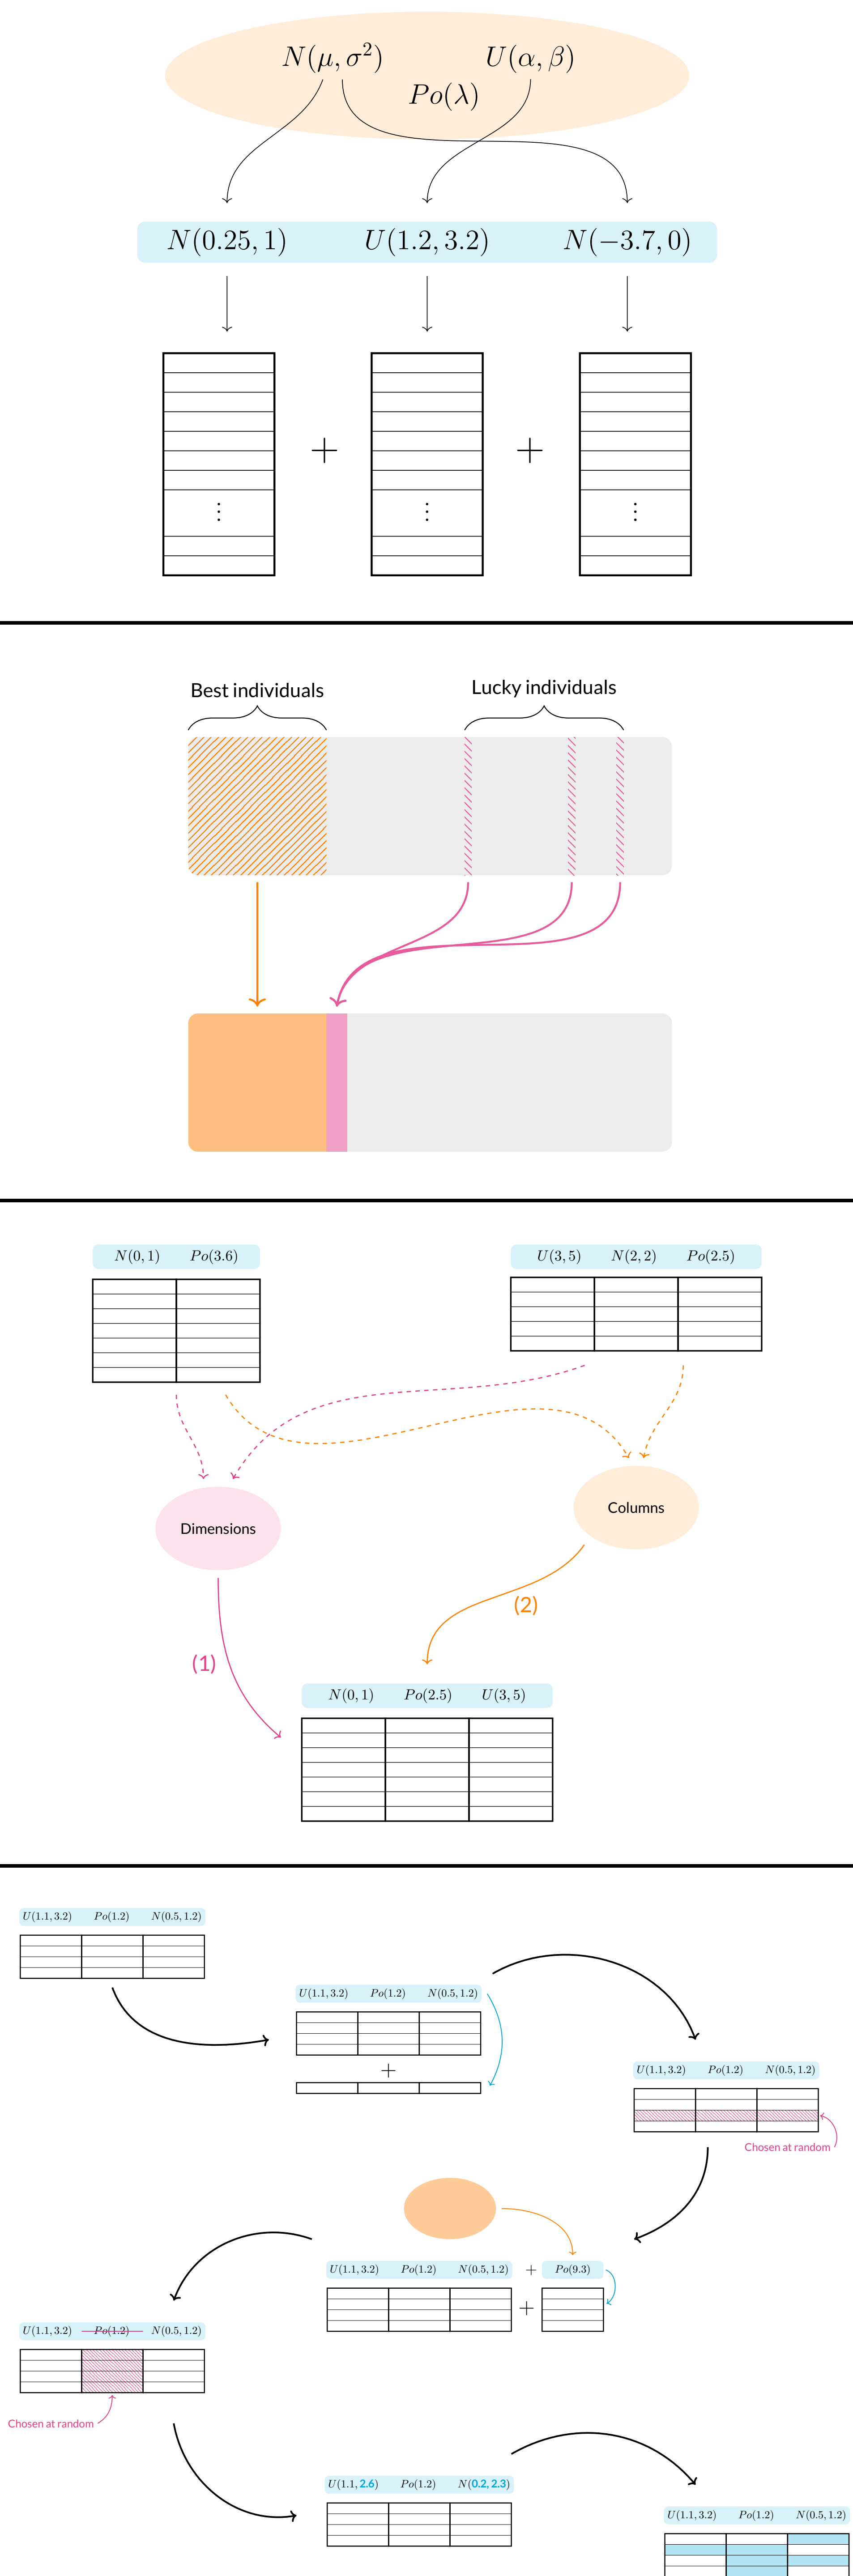 N(μ, σ²) U(α, β)
Po(λ)
N(0.25, 1) U(1.2, 3.2) N(−3.7, 0)
+ +
⋮ ⋮ ⋮
Best individuals Lucky individuals
N(0, 1) Po(3.6) U(3, 5) N(2, 2) Po(2.5)
Dimensions Columns
(2)
(1)
N(0, 1) Po(2.5) U(3, 5)
U(1.1, 3.2) Po(1.2) N(0.5, 1.2)
U(1.1, 3.2) Po(1.2) N(0.5, 1.2)
+
U(1.1, 3.2) Po(1.2) N(0.5, 1.2)
Chosen at random
U(1.1, 3.2) Po(1.2) N(0.5, 1.2) + Po(9.3)
+
U(1.1, 3.2) Po(1.2) N(0.5, 1.2)
Chosen at random
U(1.1, 2.6) Po(1.2) N(0.2, 2.3)
U(1.1, 3.2) Po(1.2) N(0.5, 1.2)